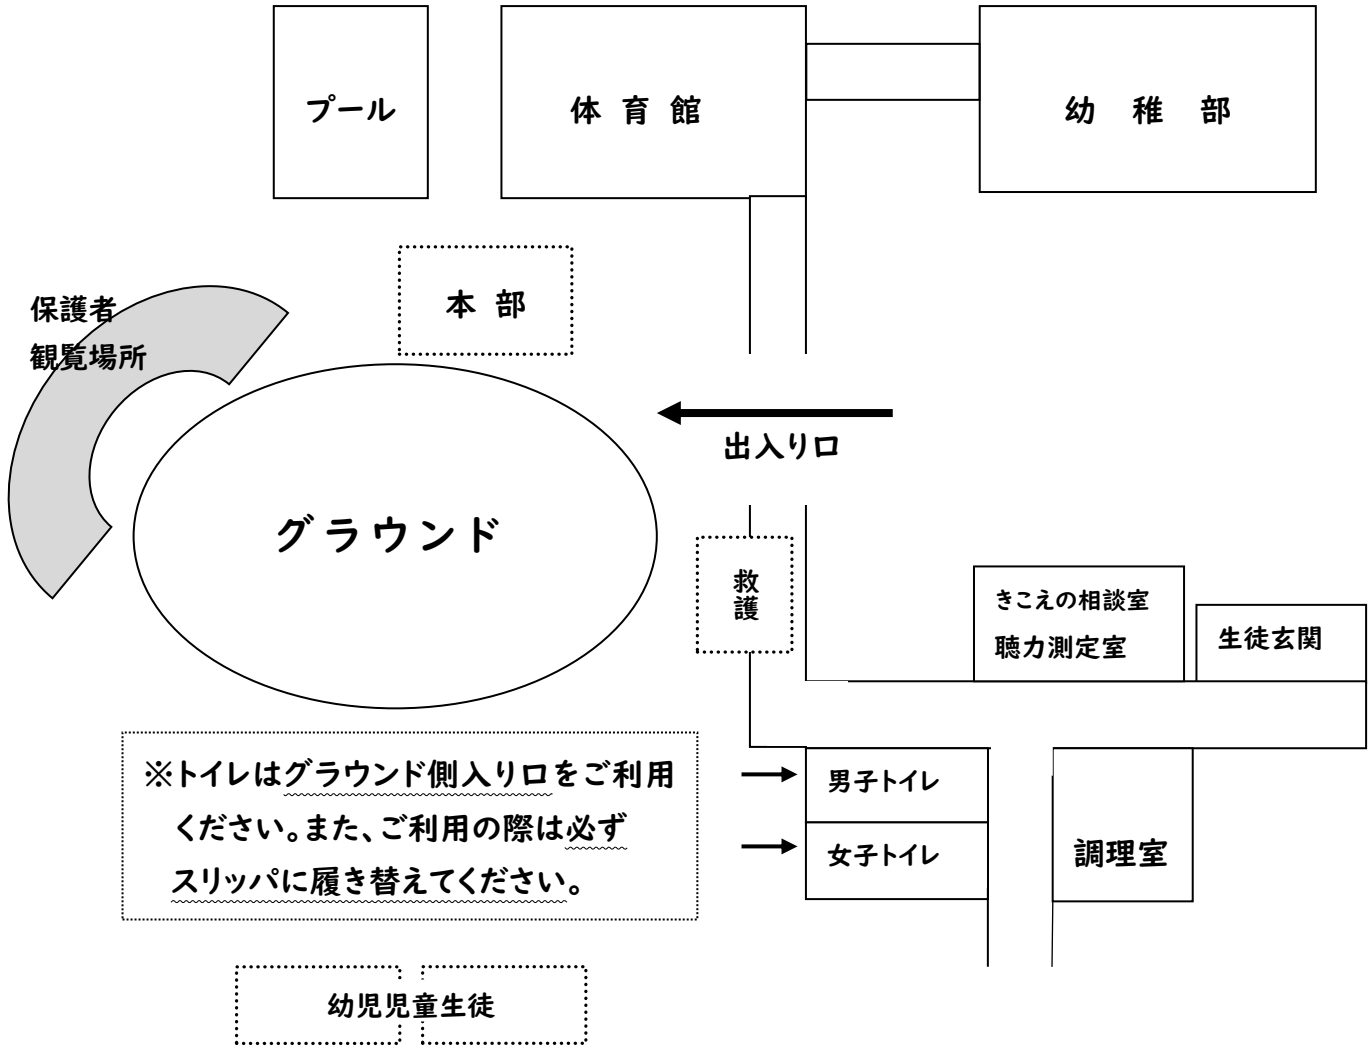 プール
体育館
幼稚部
本部
保護者
観覧場所
出入り口
グラウンド
救護
きこえの相談室
聴力測定室
生徒玄関
※トイレはグラウンド側入り口をご利用
ください。また、ご利用の際は必ず
スリッパに履き替えてください。
男子トイレ
女子トイレ
調理室
幼児児童生徒